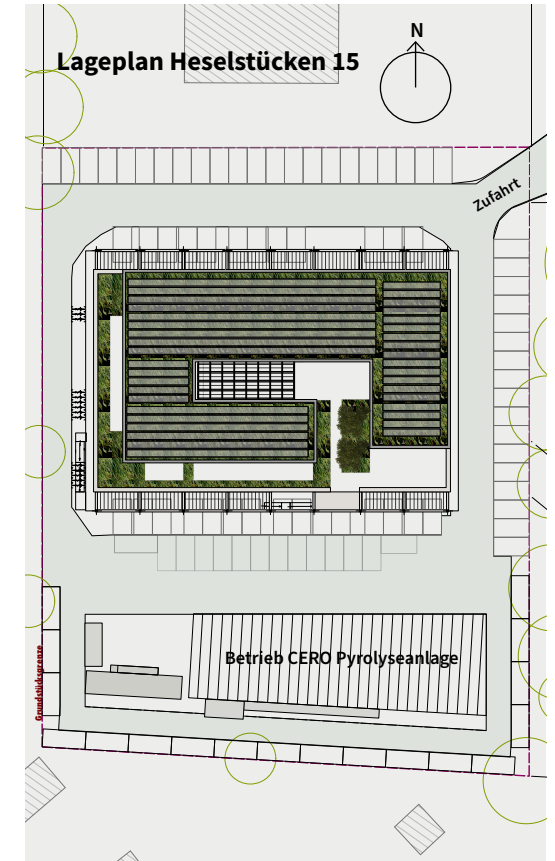 N
Lageplan Heselstücken 15
Zufahrt
Betrieb CERO Pyrolyseanlage
Grundstücksgrenze